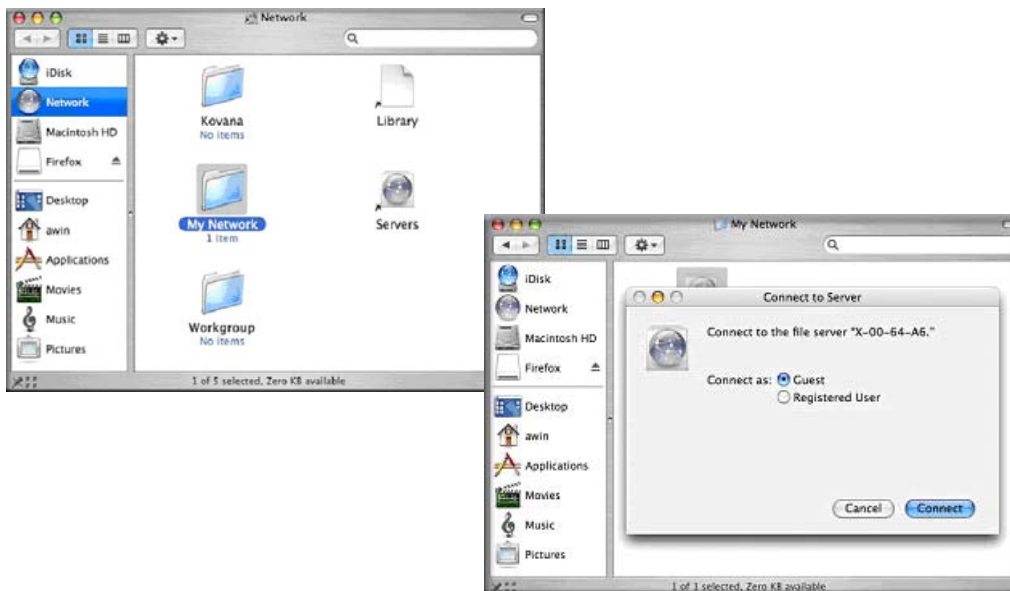 Network
iDisk
Network
Macintosh HD
Firefox
Desktop
awin
Applications
Movies
Music
Pictures
Kovana
No items
Library
My Network
1 item
Servers
Workgroup
No items
1 of 5 selected, Zero KB available
My Network
iDisk
Network
Macintosh HD
Firefox
Desktop
awin
Applications
Movies
Music
Pictures
Connect to Server
Connect to the file server "X-00-64-A6."
Connect as: Guest
Registered User
Cancel Connect
1 of 1 selected, Zero KB available